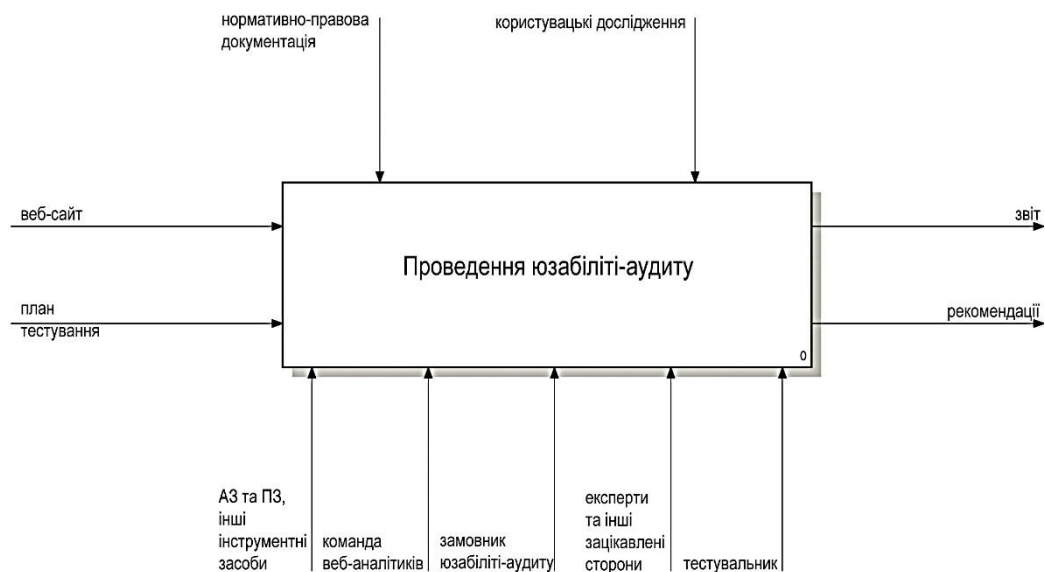 нормативно-правова
документація
користувацькі дослідження
веб-сайт
звіт
Проведення юзабіліті-аудиту
план
тестування
рекомендації
0
АЗ та ПЗ,
інші
інструментні
засоби
команда
веб-аналітиків
замовник
юзабіліті-аудиту
експерти
та інші
зацікавлені
сторони
тестувальник